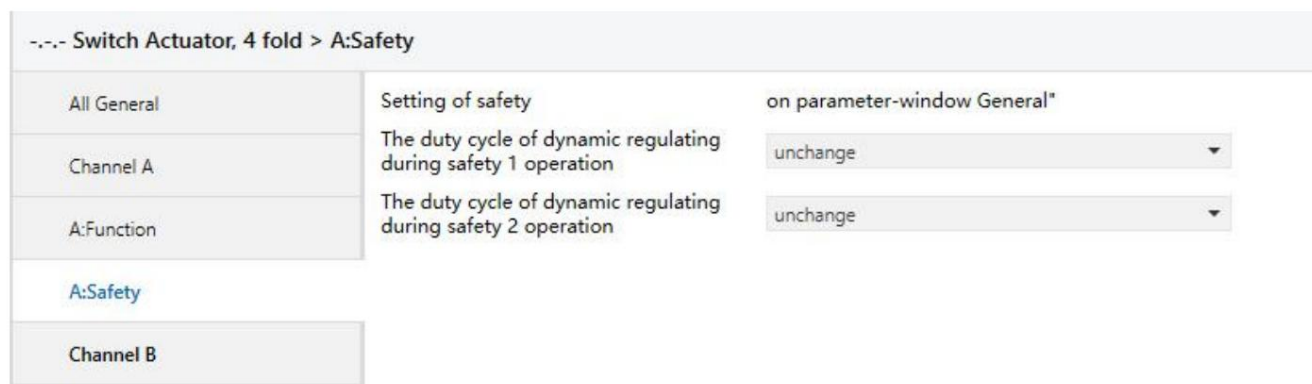 -.-.- Switch Actuator, 4 fold > A:Safety
All General
Setting of safety
on parameter-window General"
The duty cycle of dynamic regulating
during safety 1 operation
unchange
Channel A
The duty cycle of dynamic regulating
during safety 2 operation
unchange
A:Function
A:Safety
Channel B